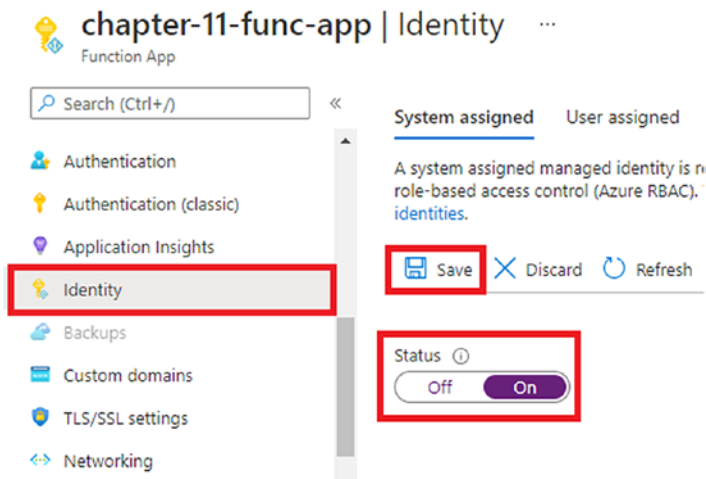 chapter-11-func-app | Identity ...
Function App
Search (Ctrl+/)
«
Authentication
Authentication (classic)
Application Insights
Identity
Backups
Custom domains
TLS/SSL settings
Networking
System assigned User assigned
A system assigned managed identity is
role-based access control (Azure RBAC).
identities.
Save Discard Refresh
Status
Off On